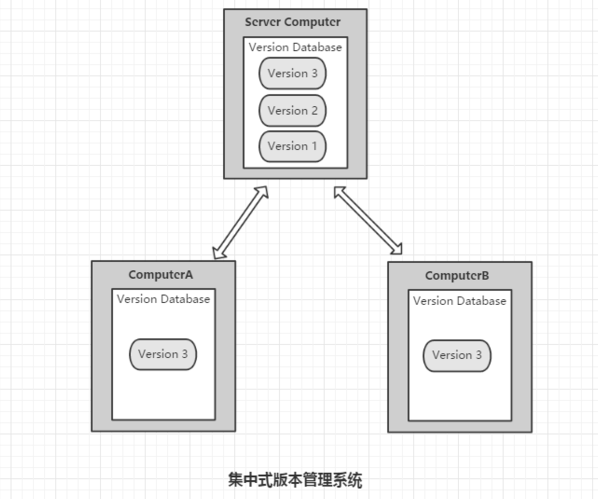 Server Computer
Version Database
Version 3
Version 2
Version 1
ComputerA
Version Database
Version 3
ComputerB
Version Database
Version 3
集中式版本管理系统